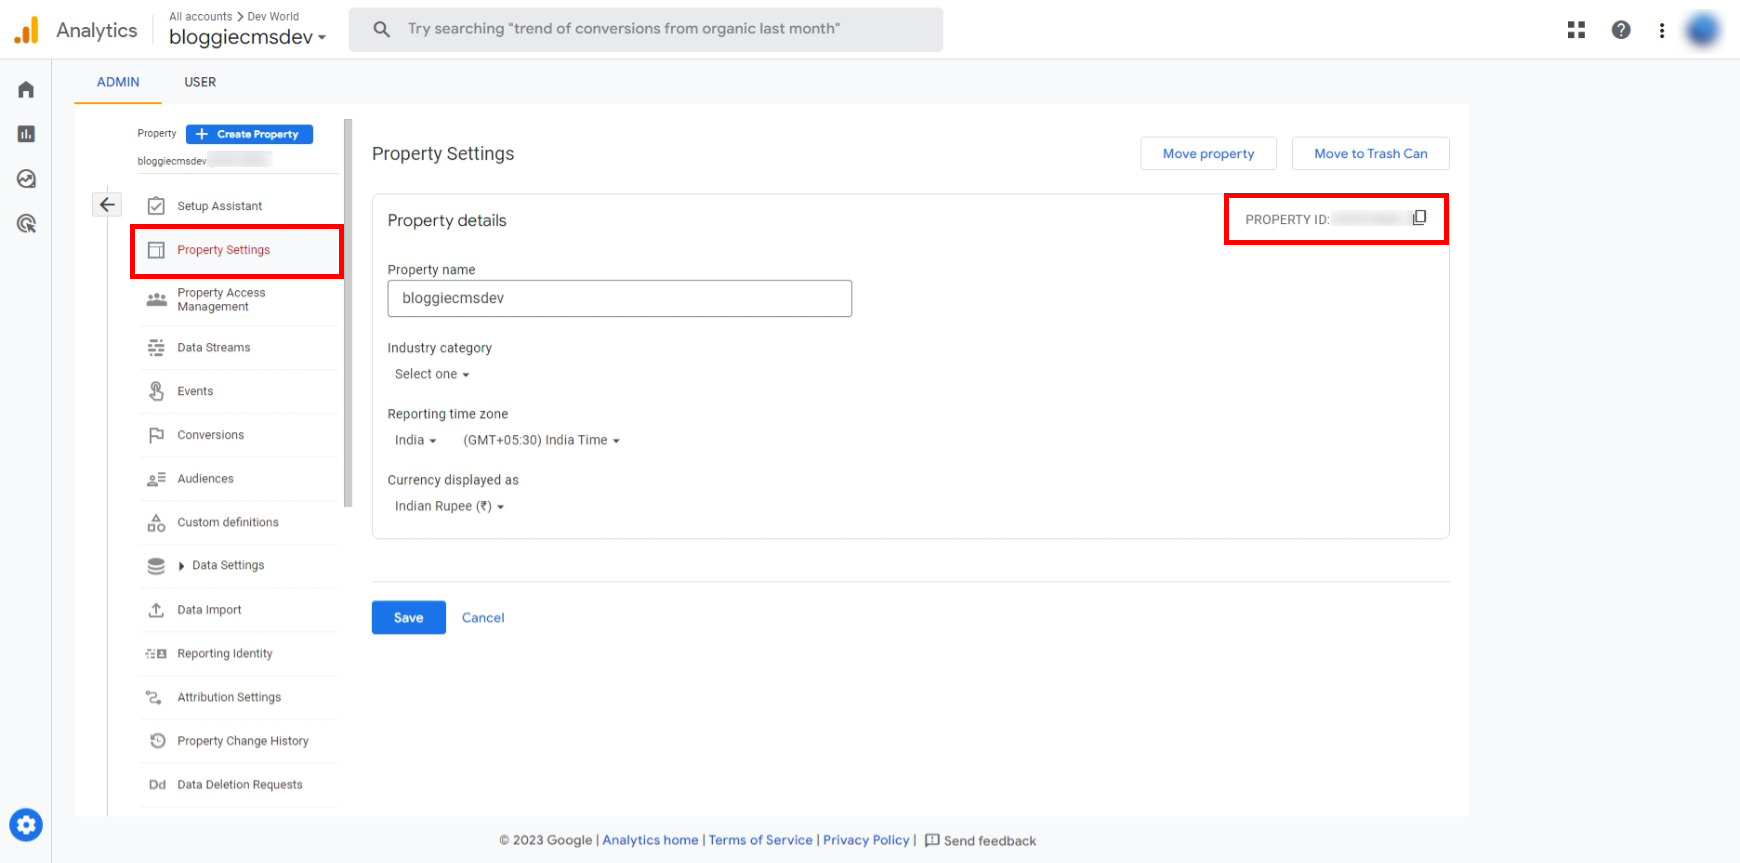 Analytics
All accounts > Dev World
bloggiecmsdev
Try searching "trend of conversions from organic last month"
ADMIN
USER
Property
+ Create Property
bloggiecmsdev
Setup Assistant
Property Settings
Property Access
Management
Data Streams
Events
Conversions
Audiences
Custom definitions
Data Settings
Data Import
Reporting Identity
Attribution Settings
Property Change History
Dd Data Deletion Requests
Property Settings
Move property
Move to Trash Can
Property details
PROPERTY ID:
Property name
bloggiecmsdev
Industry category
Select one
Reporting time zone
India (GMT+05:30) India Time
Currency displayed as
Indian Rupee (₹)
Save
Cancel
© 2023 Google | Analytics home | Terms of Service | Privacy Policy | Send feedback